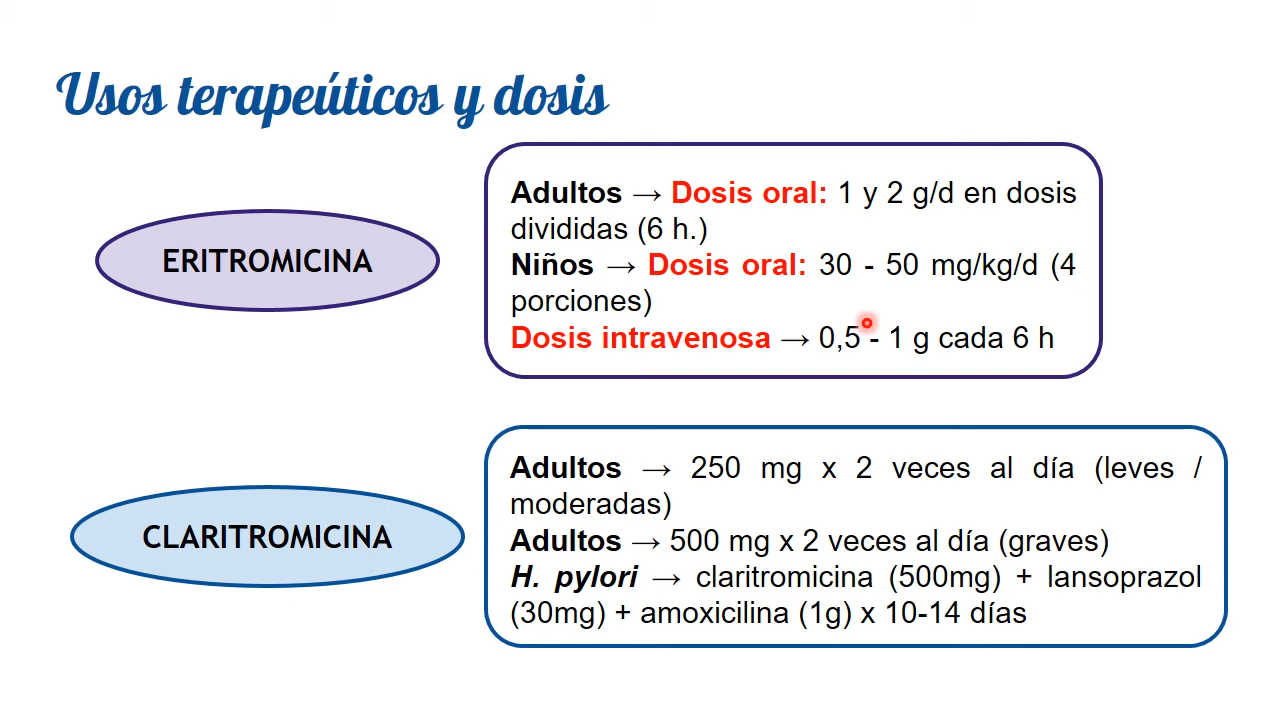 Usos terapeúticos y dosis
ERITROMICINA
Adultos → Dosis oral: 1 y 2 g/d en dosis
divididas (6 h.)
Niños → Dosis oral: 30 - 50 mg/kg/d (4
porciones)
Dosis intravenosa → 0,5 - 1 g cada 6 h
CLARITROMICINA
Adultos → 250 mg x 2 veces al día (leves /
moderadas)
Adultos → 500 mg x 2 veces al día (graves)
H. pylori → claritromicina (500mg) + lansoprazol
(30mg) + amoxicilina (1g) x 10-14 días